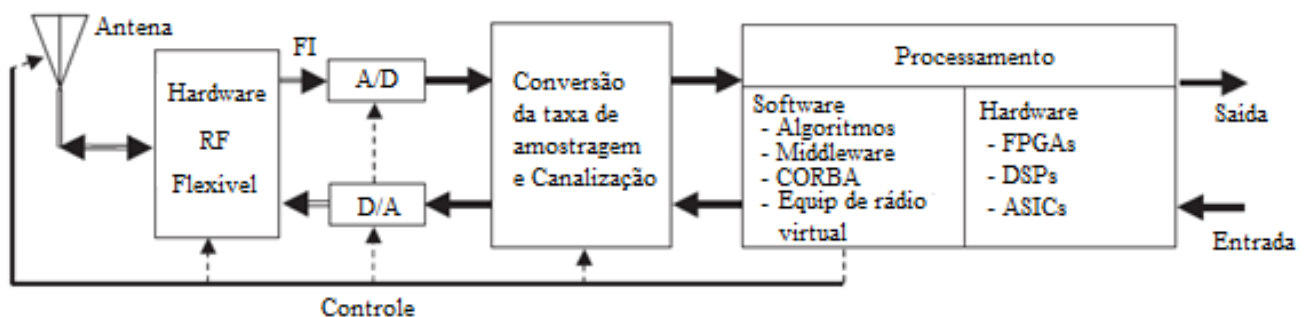 Antena
FI
Hardware
RF
Flexivel
A/D
D/A
Conversão
da taxa de
amostragem
e Canalização
Processamento
Software
- Algoritmos
- Middleware
- CORBA
- Equip de rádio
virtual
Hardware
- FPGAs
- DSPs
- ASICs
Saída
Entrada
Controle